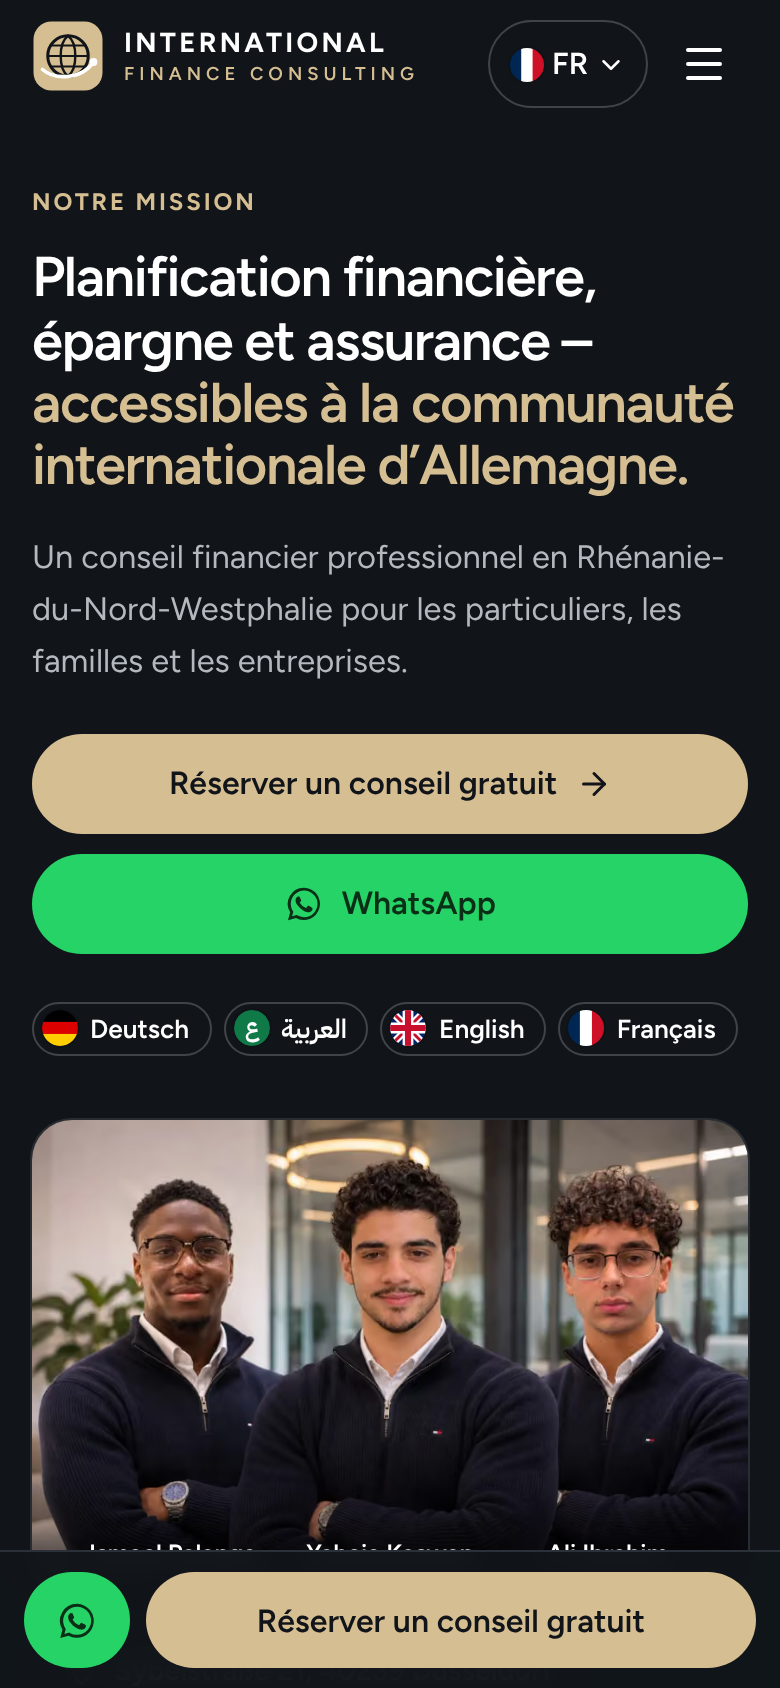 INTERNATIONAL
FINANCE CONSULTING
FR
NOTRE MISSION
Planification financière,
épargne et assurance –
accessibles à la communauté
internationale d’Allemagne.
Un conseil financier professionnel en Rhénanie-
du-Nord-Westphalie pour les particuliers, les
familles et les entreprises.
Réserver un conseil gratuit
WhatsApp
Deutsch
ع العربية
English
Français
Réserver un conseil gratuit